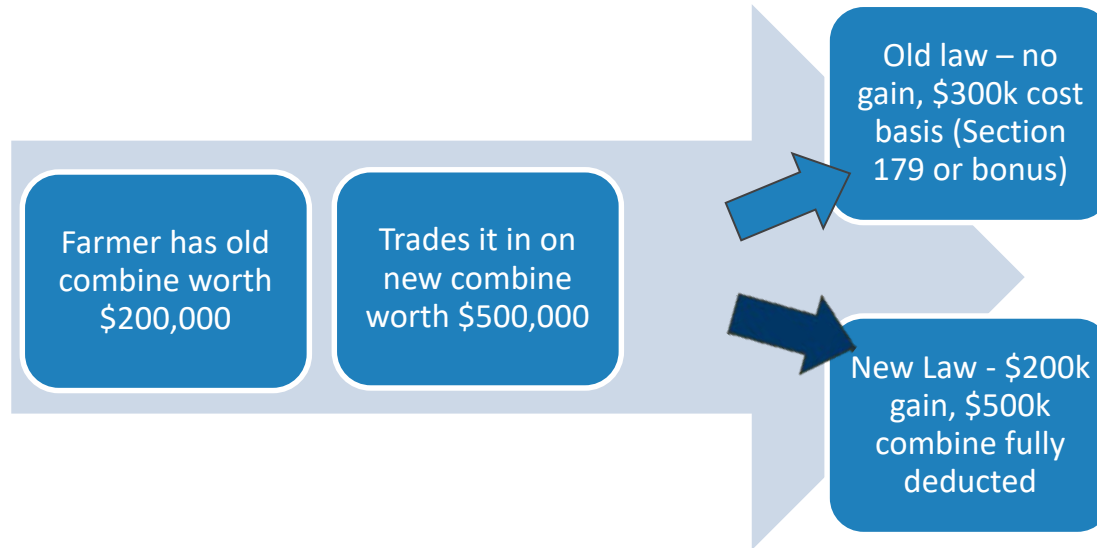 Farmer has old
combine worth
$200,000
Trades it in on
new combine
worth $500,000
Old law – no
gain, $300k cost
basis (Section
179 or bonus)
New Law - $200k
gain, $500k
combine fully
deducted